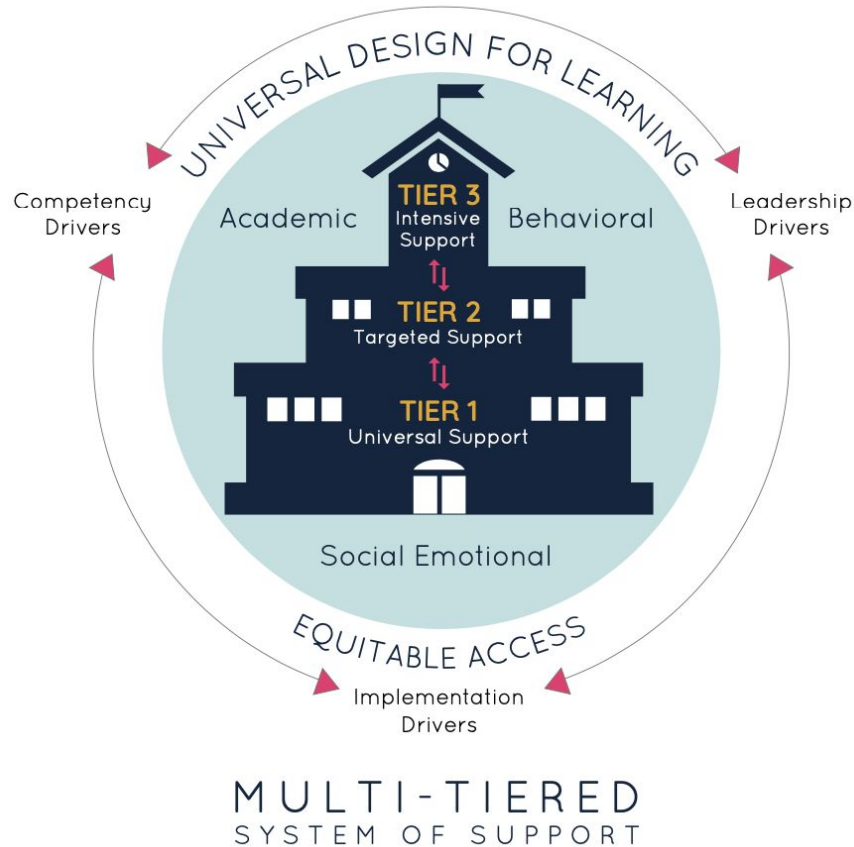 UNIVERSAL DESIGN FOR LEARNING
Competency
Drivers
Leadership
Drivers
Academic
Behavioral
TIER 3
Intensive
Support
TIER 2
Targeted Support
TIER 1
Universal Support
Social Emotional
EQUITABLE ACCESS
Implementation
Drivers
MULTI-TIERED
SYSTEM OF SUPPORT